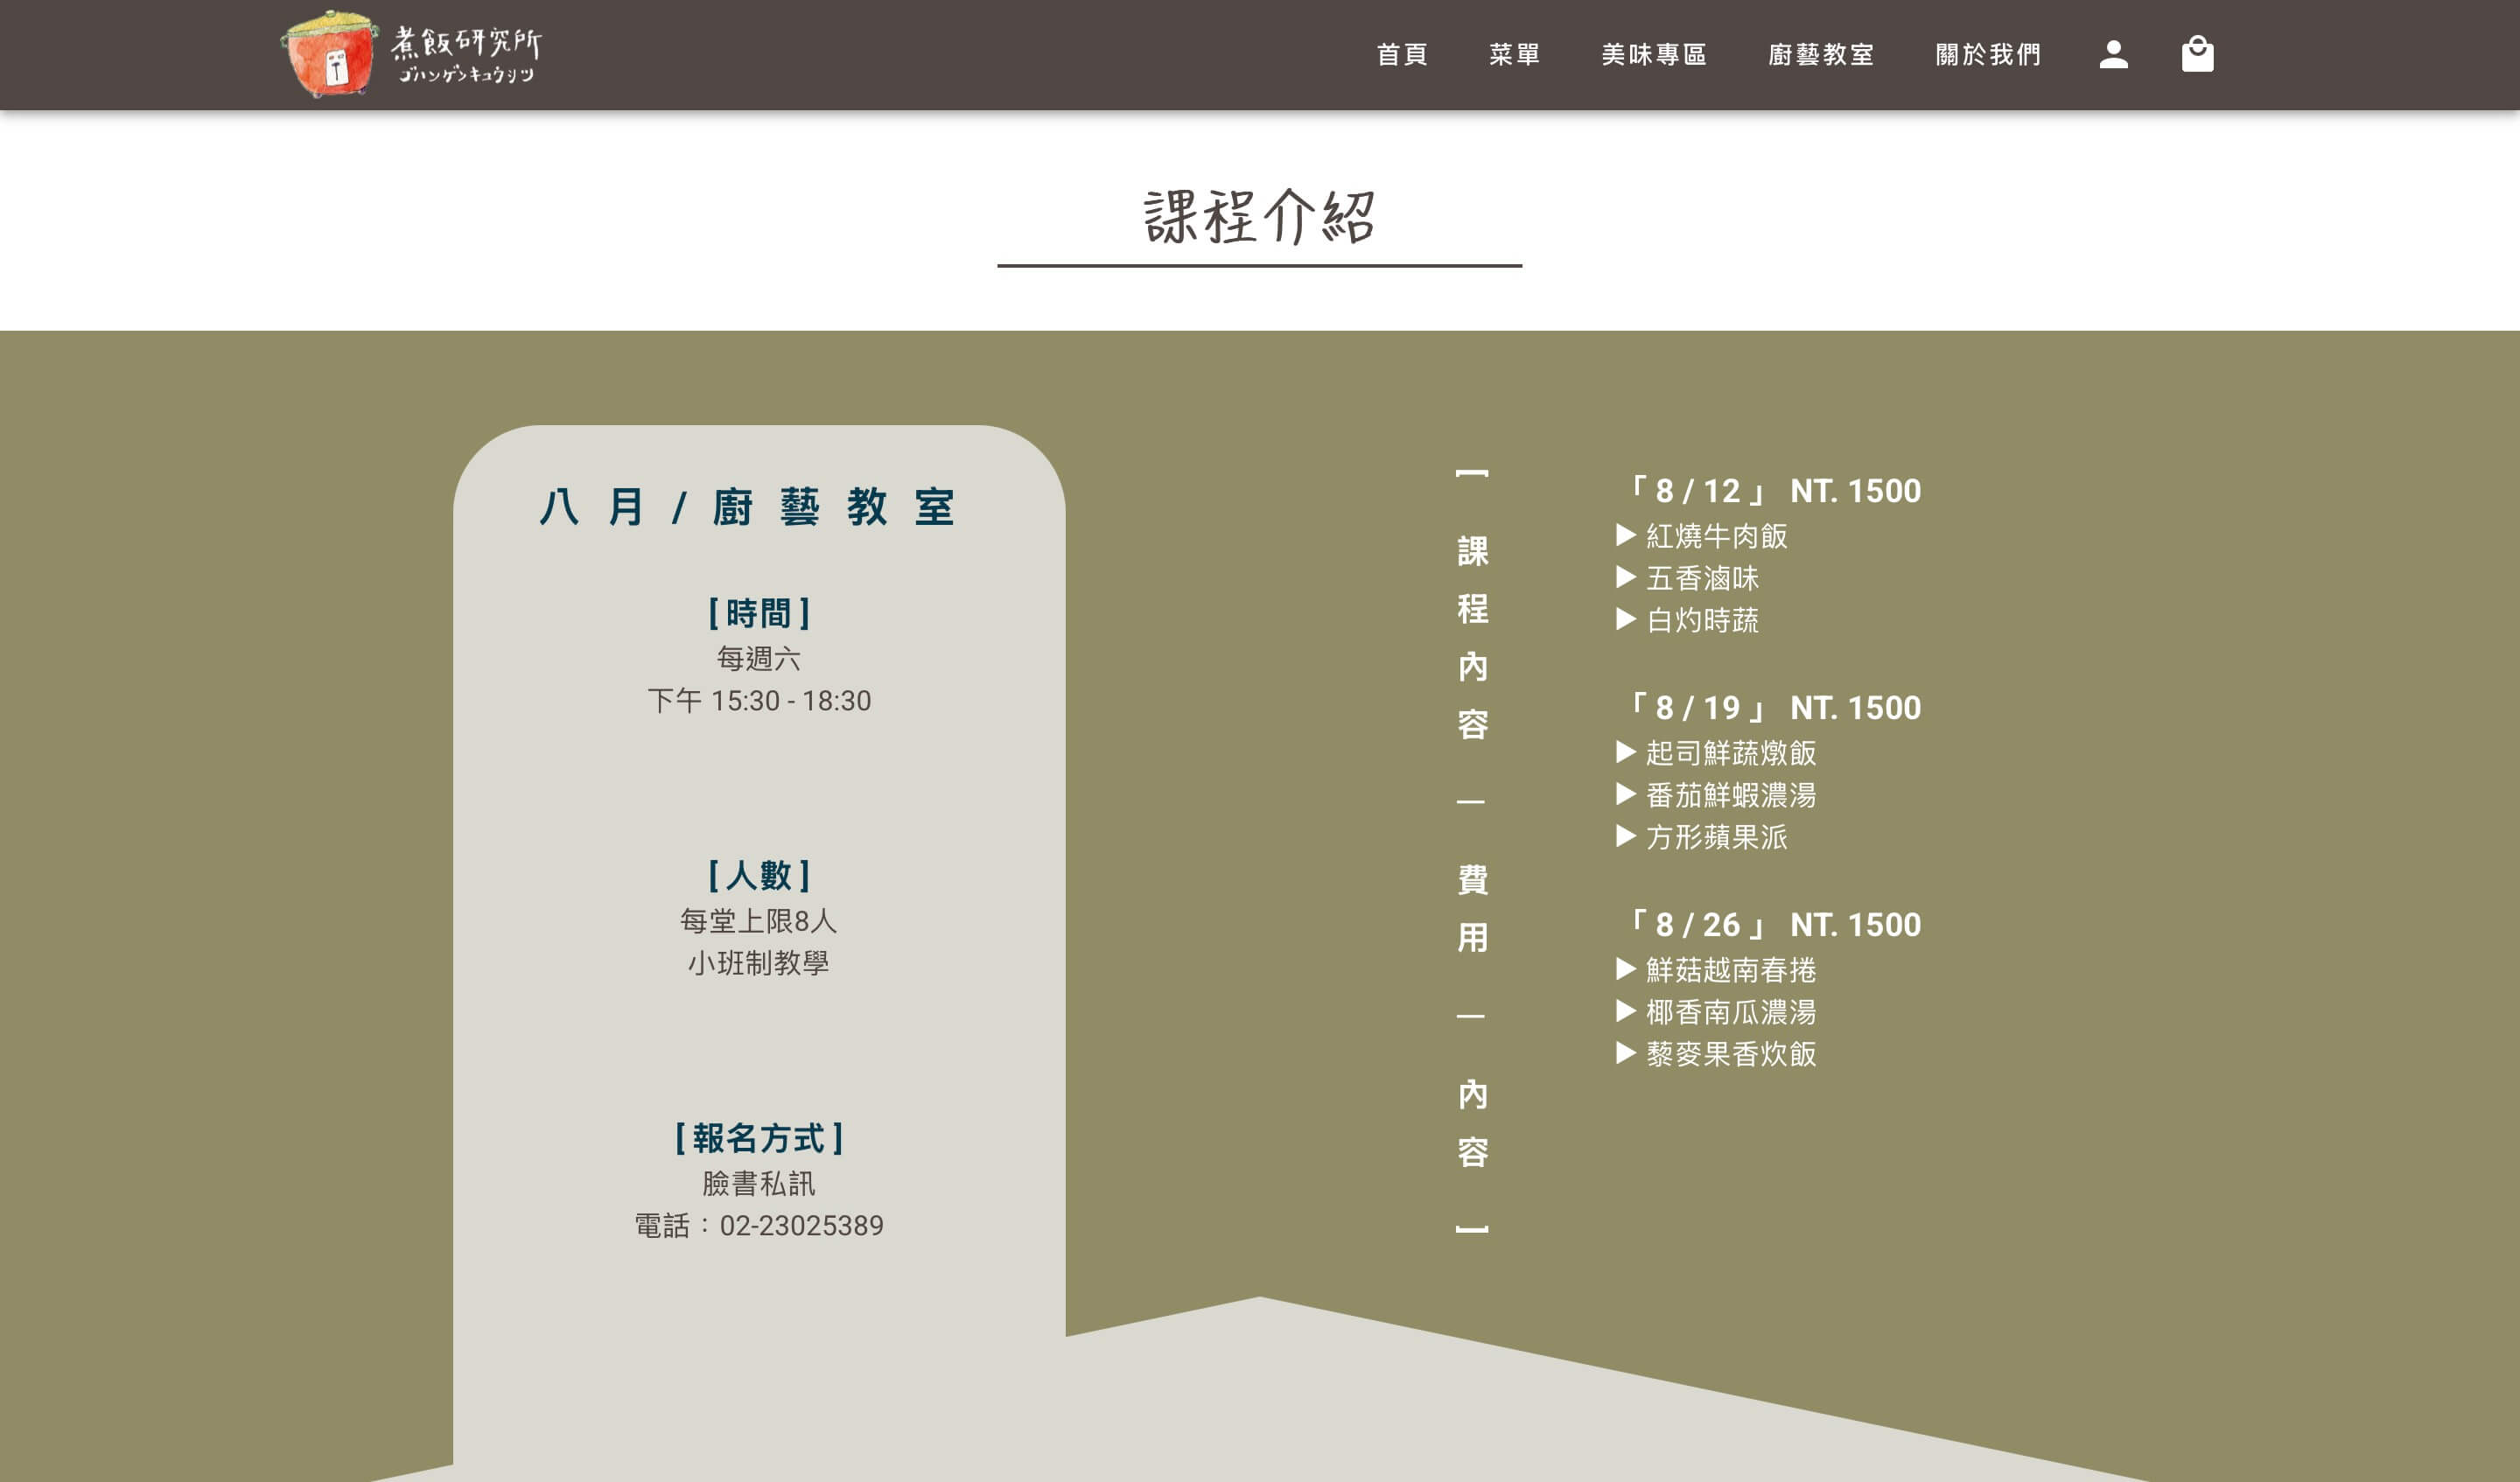 煮飯研究所
ゴハンゲンキュウジツ
首頁 菜單 美味專區 廚藝教室 關於我們
課程介紹
八月/廚藝教室
[ 時間 ]
每週六
下午 15:30 - 18:30
[ 人數 ]
每堂上限8人
小班制教學
[ 報名方式 ]
臉書私訊
電話：02-23025389
[ 課程內容 — 費用 — 內容 ]
「 8 / 12 」 NT. 1500
▶ 紅燒牛肉飯
▶ 五香滷味
▶ 白灼時蔬
「 8 / 19 」 NT. 1500
▶ 起司鮮蔬燉飯
▶ 番茄鮮蝦濃湯
▶ 方形蘋果派
「 8 / 26 」 NT. 1500
▶ 鮮菇越南春捲
▶ 椰香南瓜濃湯
▶ 藜麥果香炊飯